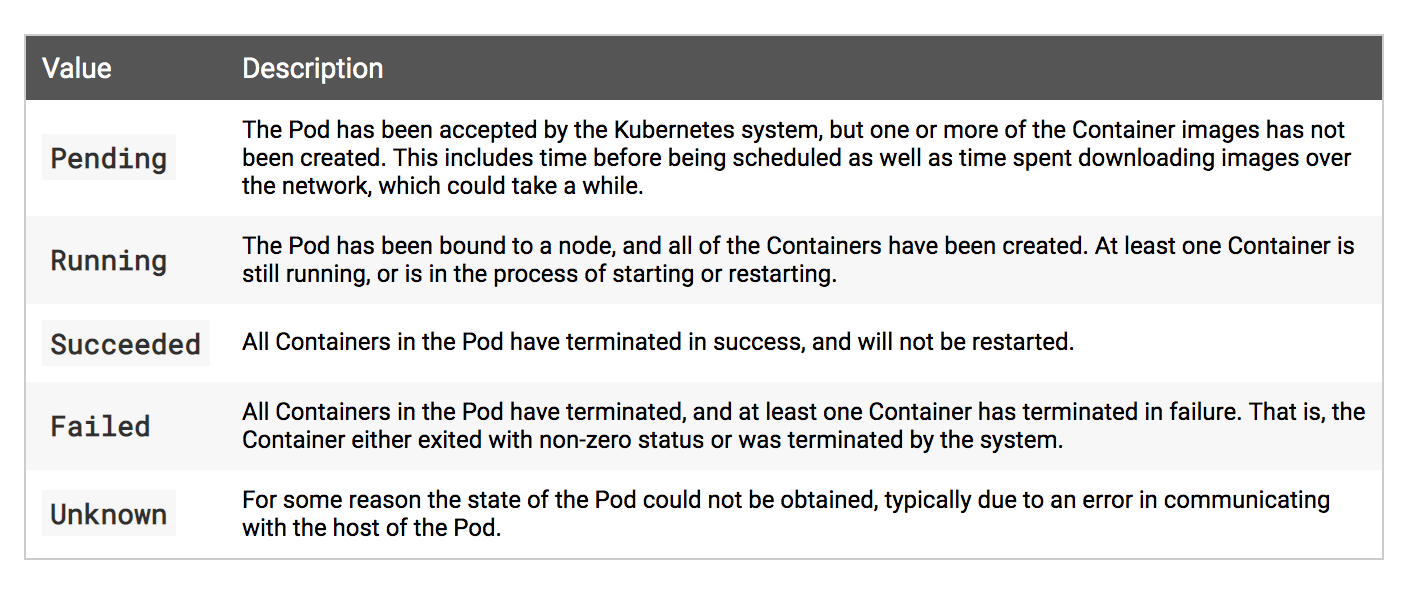 Value Description
Pending The Pod has been accepted by the Kubernetes system, but one or more of the Container images has not
been created. This includes time before being scheduled as well as time spent downloading images over
the network, which could take a while.
Running The Pod has been bound to a node, and all of the Containers have been created. At least one Container is
still running, or is in the process of starting or restarting.
Succeeded All Containers in the Pod have terminated in success, and will not be restarted.
Failed All Containers in the Pod have terminated, and at least one Container has terminated in failure. That is, the
Container either exited with non-zero status or was terminated by the system.
Unknown For some reason the state of the Pod could not be obtained, typically due to an error in communicating
with the host of the Pod.